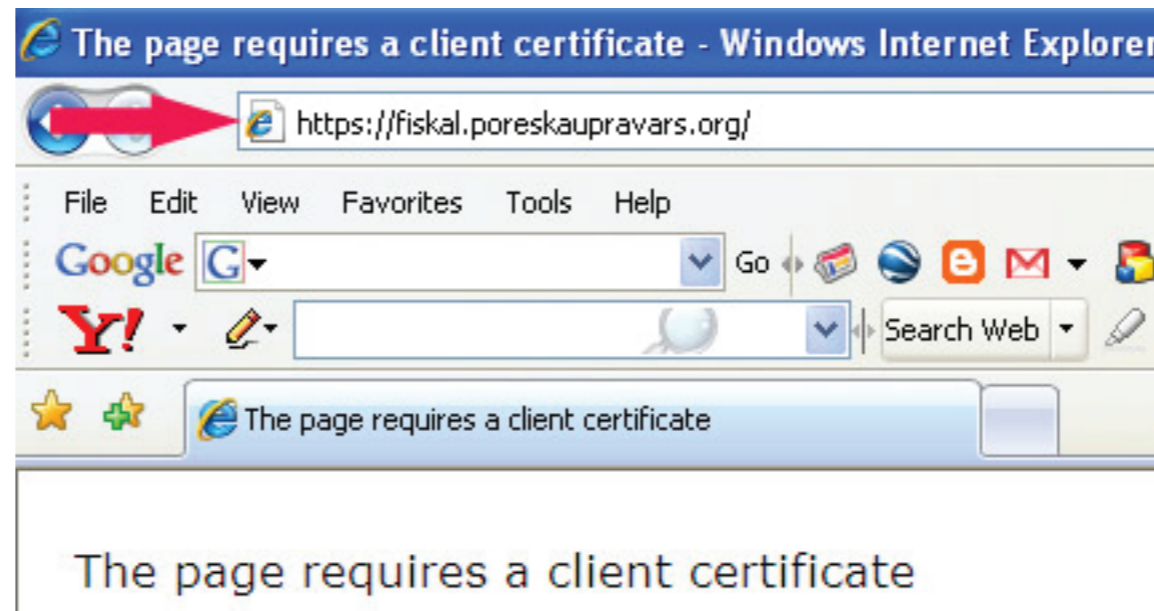 The page requires a client certificate - Windows Internet Explorer
https://fiskal.poreskaupravars.org/
File Edit View Favorites Tools Help
Google G Go
Y! Search Web
The page requires a client certificate
The page requires a client certificate